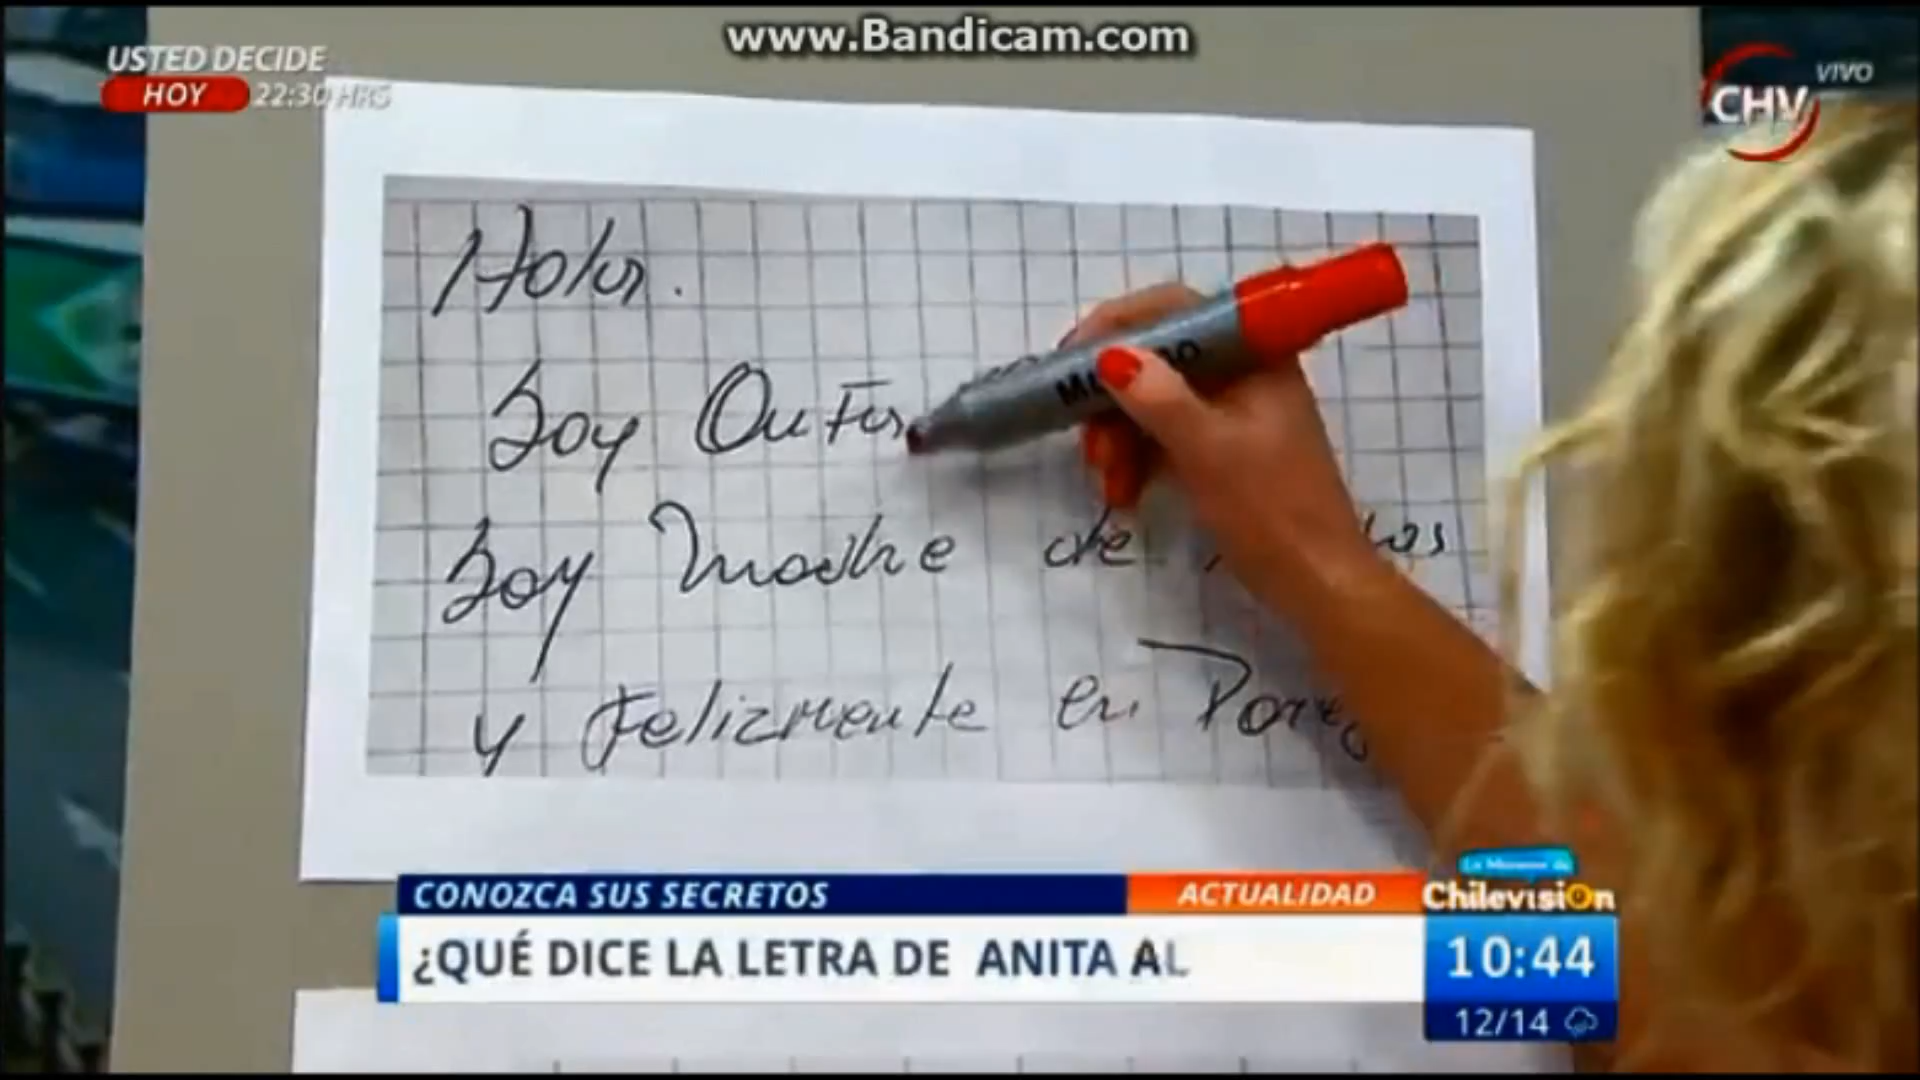 www.Bandicam.com
USTED DECIDE
HOY 22:30 HRS
VIVO
CHV
Hola.
Soy
Soy Madre de
y Felizmente en
CONOZCA SUS SECRETOS
ACTUALIDAD
Chilevisión
¿QUÉ DICE LA LETRA DE ANITA AL
10:44
12/14